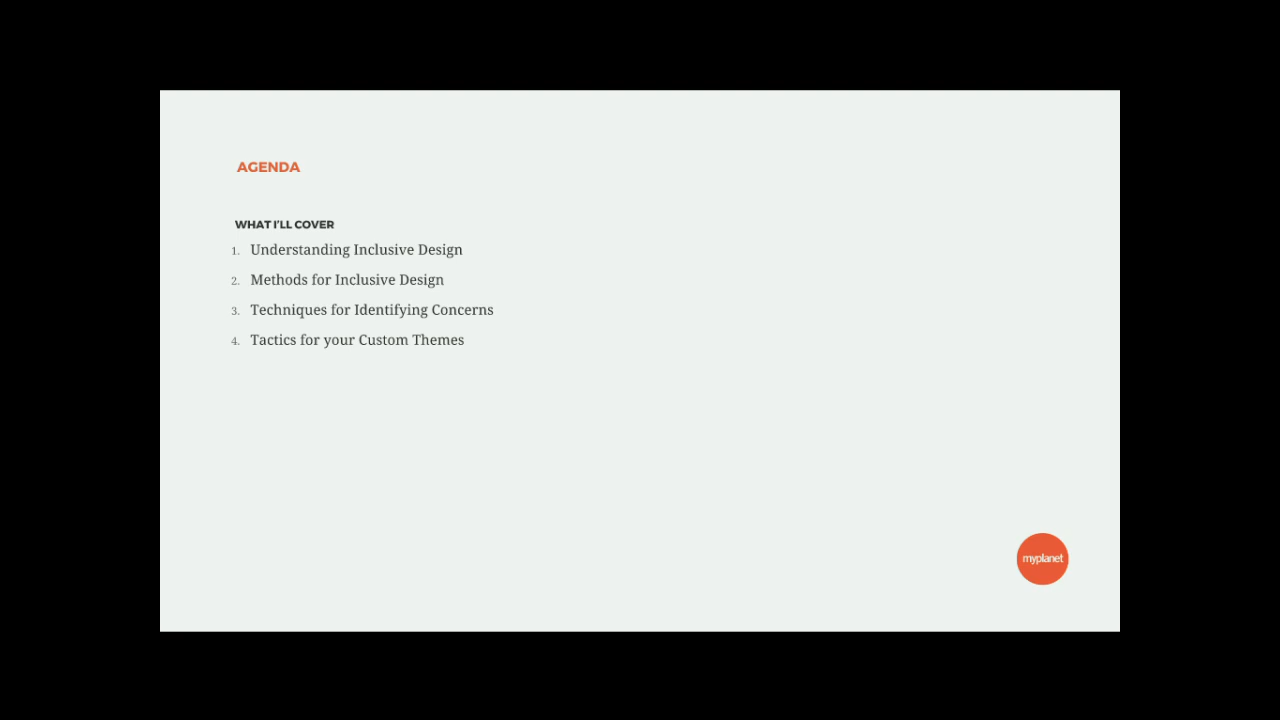 AGENDA
WHAT I'LL COVER
1. Understanding Inclusive Design
2. Methods for Inclusive Design
3. Techniques for Identifying Concerns
4. Tactics for your Custom Themes
myplanet